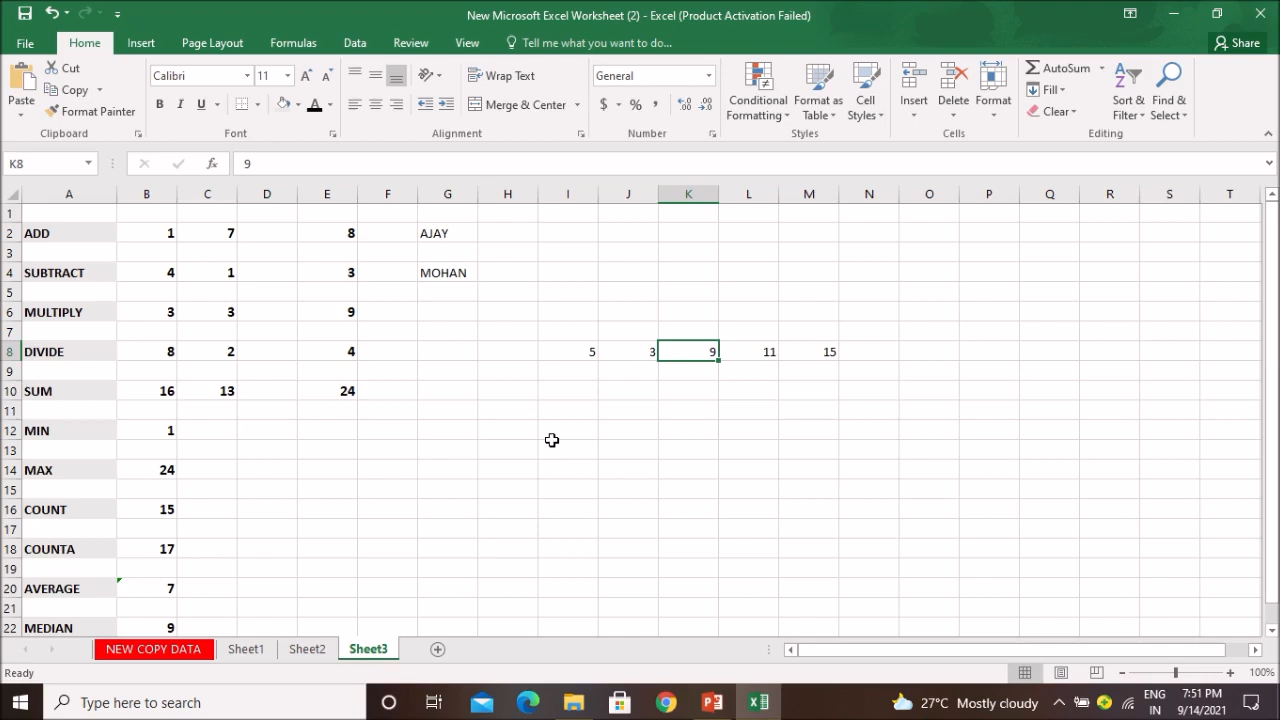 New Microsoft Excel Worksheet (2) - Excel (Product Activation Failed)
File Home Insert Page Layout Formulas Data Review View Tell me what you want to do... Share
Paste Cut Copy Format Painter Clipboard
Calibri 11 A A B I U A Font
Wrap Text Merge & Center Alignment
General $ % , Number
Conditional Formatting Format as Table Cell Styles Styles
Insert Delete Format Cells
AutoSum Fill Clear Sort & Filter Find & Select Editing
K8 fx 9
A B C D E F G H I J K L M N O P Q R S T
1
2 ADD 1 7 8 AJAY
3
4 SUBTRACT 4 1 3 MOHAN
5
6 MULTIPLY 3 3 9
7
8 DIVIDE 8 2 4 5 3 9 11 15
9
10 SUM 16 13 24
11
12 MIN 1
13
14 MAX 24
15
16 COUNT 15
17
18 COUNTA 17
19
20 AVERAGE 7
21
22 MEDIAN 9
NEW COPY DATA Sheet1 Sheet2 Sheet3
Ready 100%
Type here to search 27°C Mostly cloudy ENG 7:51 PM
IN 9/14/2021